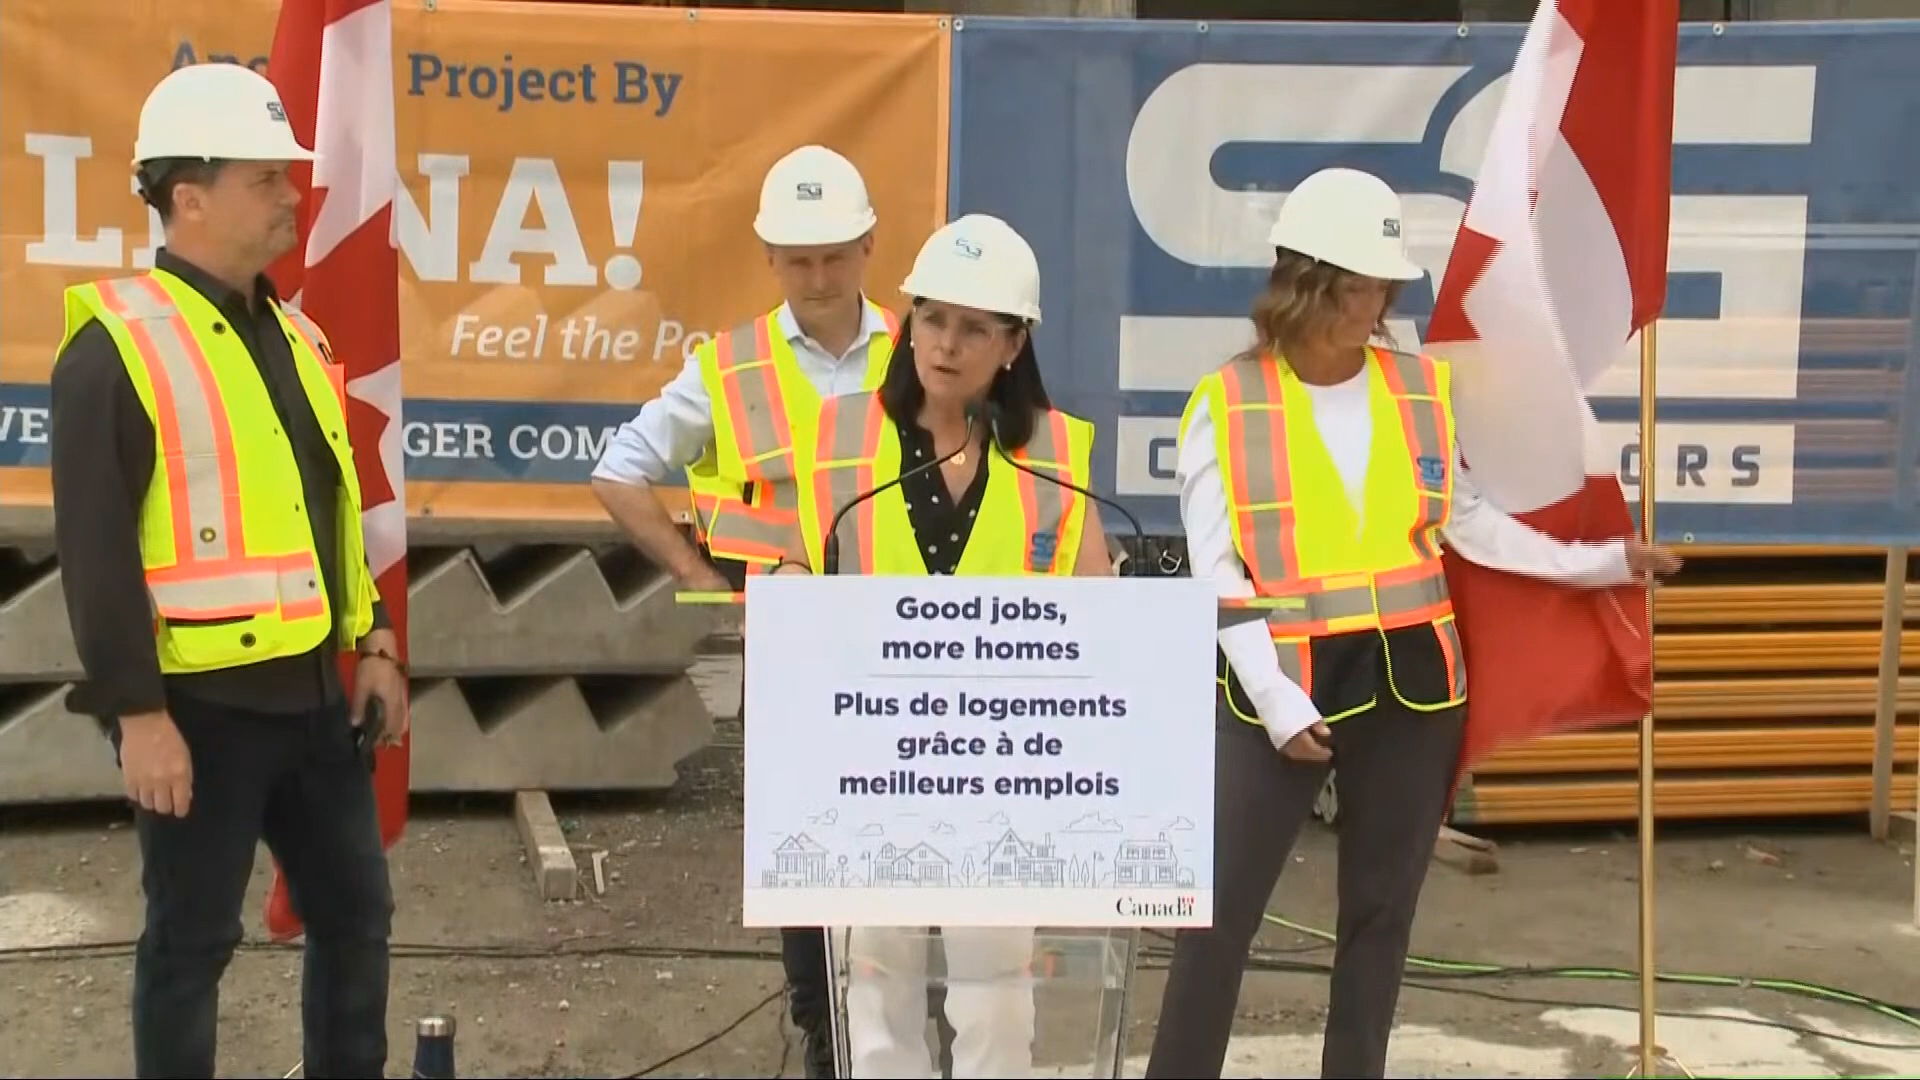 Project By
NA!
Feel the
GER COM
SG
ORS
Good jobs,
more homes
Plus de logements
grâce à de
meilleurs emplois
Canada